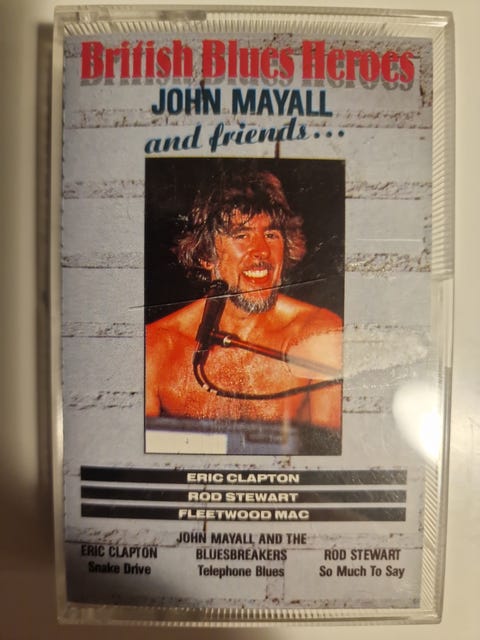 British Blues Heroes
JOHN MAYALL
and friends...
ERIC CLAPTON
ROD STEWART
FLEETWOOD MAC
JOHN MAYALL AND THE
ERIC CLAPTON BLUESBREAKERS ROD STEWART
Snake Drive Telephone Blues So Much To Say